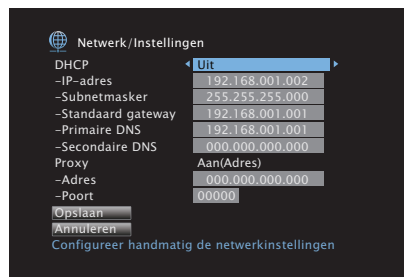 Netwerk/Instellingen
DHCP Uit
–IP–adres 192.168.001.002
–Subnetmasker 255.255.255.000
–Standaard gateway 192.168.001.001
–Primaire DNS 192.168.001.001
–Secondaire DNS 000.000.000.000
Proxy Aan(Adres)
–Adres 000.000.000.000
–Poort 00000
Opslaan
Annuleren
Configureer handmatig de netwerkinstellingen